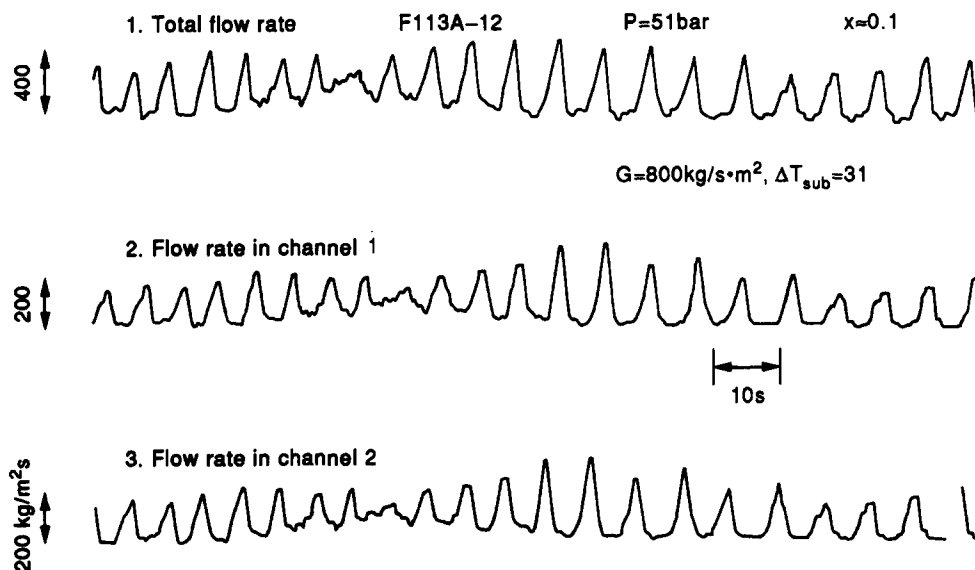 1. Total flow rate F113A–12 P=51bar x≈0.1
400
G=800kg/s•m², ΔT_sub=31
2. Flow rate in channel 1
200
10s
3. Flow rate in channel 2
200 kg/m²s